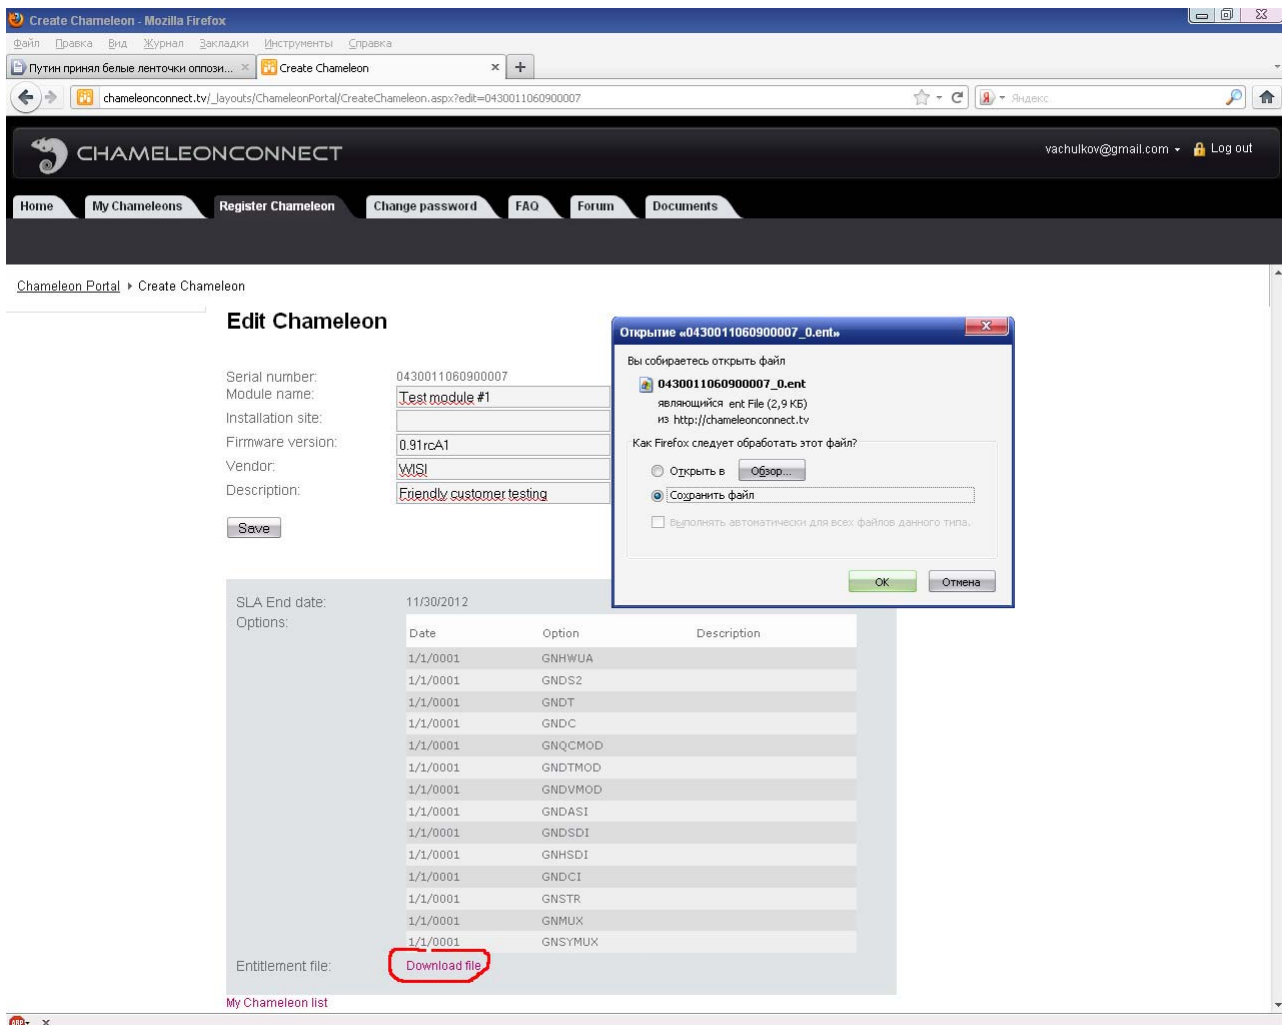 Create Chameleon - Mozilla Firefox
Файл Правка Вид Журнал Закладки Инструменты Справка
Путин принял белые ленточки оппози... Create Chameleon
chameleonconnect.tv/_layouts/ChameleonPortal/CreateChameleon.aspx?edit=0430011060900007
Яндекс
CHAMELEONCONNECT
vachulkov@gmail.com Log out
Home My Chameleons Register Chameleon Change password FAQ Forum Documents
Chameleon Portal Create Chameleon
Edit Chameleon
Serial number: 0430011060900007
Module name: Test module #1
Installation site:
Firmware version: 0.91rcA1
Vendor: WISI
Description: Friendly customer testing
Save
Открытие «0430011060900007_0.ent»
Вы собираетесь открыть файл
0430011060900007_0.ent
являющийся ent File (2,9 КБ)
из http://chameleonconnect.tv
Как Firefox следует обработать этот файл?
Открыть в Обзор...
Сохранить файл
Выполнять автоматически для всех файлов данного типа.
OK Отмена
SLA End date: 11/30/2012
Options:
Date Option Description
1/1/0001 GNHWUA
1/1/0001 GNDS2
1/1/0001 GNDT
1/1/0001 GNDC
1/1/0001 GNQCMOD
1/1/0001 GNDTMOD
1/1/0001 GNDVMOD
1/1/0001 GNDASI
1/1/0001 GNDSDI
1/1/0001 GNHSDI
1/1/0001 GNDCI
1/1/0001 GNSTR
1/1/0001 GNMUX
1/1/0001 GNSYMUX
Entitlement file: Download file
My Chameleon list
ABP